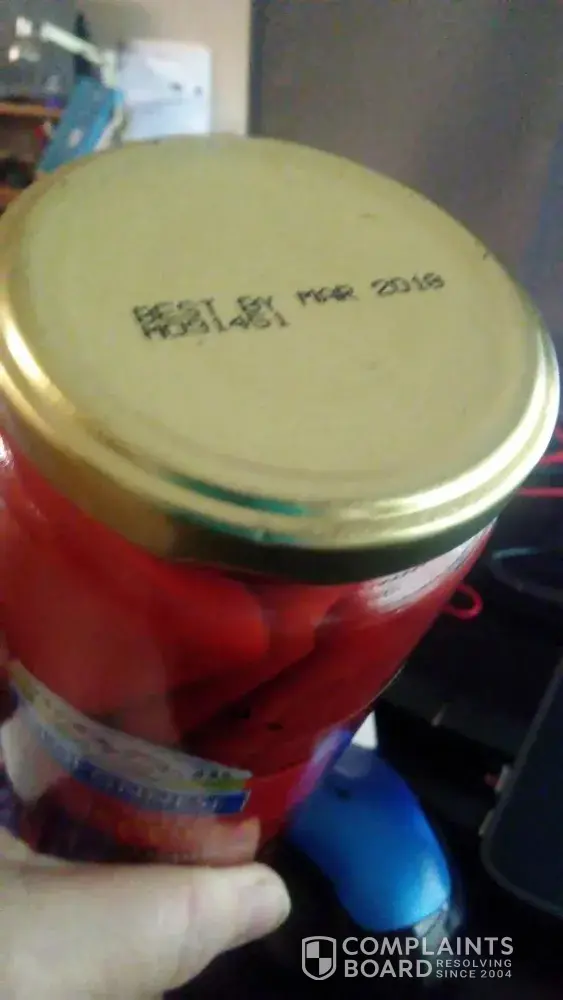 BEST BY MAR 2018
M091461
COMPLAINTS
BOARD RESOLVING
SINCE 2004